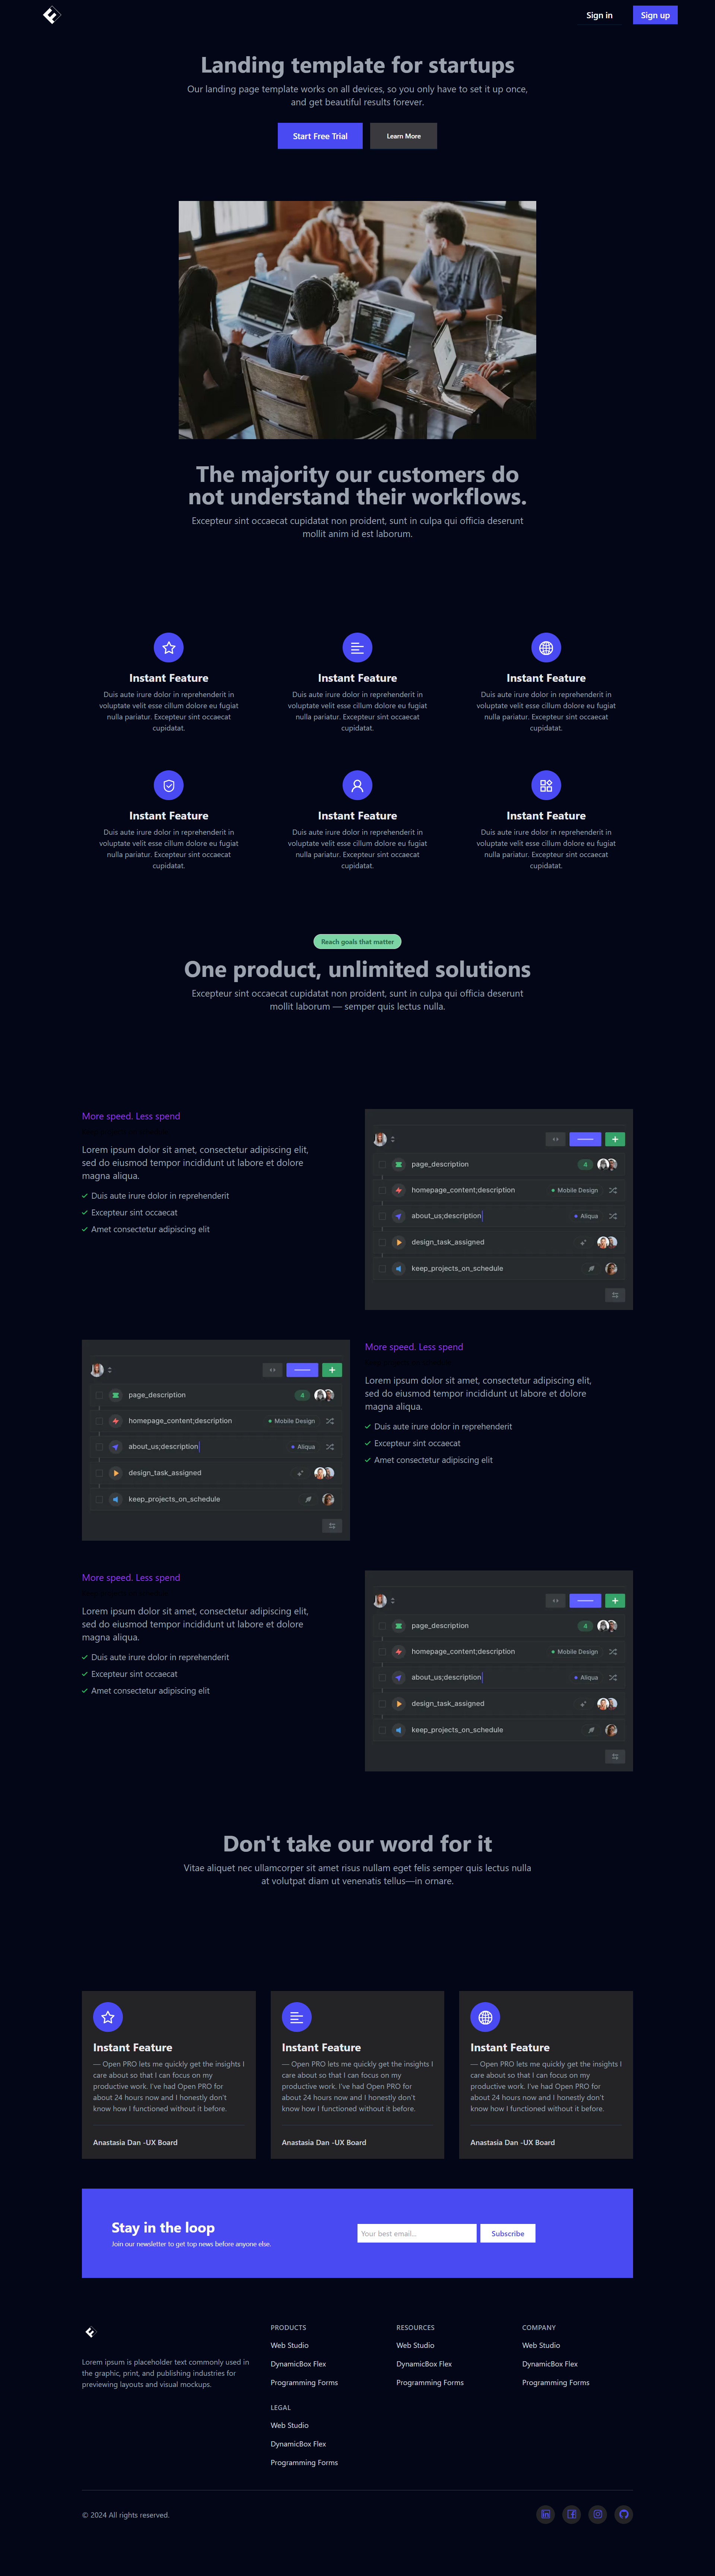 Sign in
Sign up
Landing template for startups
Our landing page template works on all devices, so you only have to set it up once,
and get beautiful results forever.
Start Free Trial
Learn More
The majority our customers do
not understand their workflows.
Excepteur sint occaecat cupidatat non proident, sunt in culpa qui officia deserunt
mollit anim id est laborum.
Instant Feature
Duis aute irure dolor in reprehenderit in
voluptate velit esse cillum dolore eu fugiat
nulla pariatur. Excepteur sint occaecat
cupidatat.
Instant Feature
Duis aute irure dolor in reprehenderit in
voluptate velit esse cillum dolore eu fugiat
nulla pariatur. Excepteur sint occaecat
cupidatat.
Instant Feature
Duis aute irure dolor in reprehenderit in
voluptate velit esse cillum dolore eu fugiat
nulla pariatur. Excepteur sint occaecat
cupidatat.
Instant Feature
Duis aute irure dolor in reprehenderit in
voluptate velit esse cillum dolore eu fugiat
nulla pariatur. Excepteur sint occaecat
cupidatat.
Instant Feature
Duis aute irure dolor in reprehenderit in
voluptate velit esse cillum dolore eu fugiat
nulla pariatur. Excepteur sint occaecat
cupidatat.
Instant Feature
Duis aute irure dolor in reprehenderit in
voluptate velit esse cillum dolore eu fugiat
nulla pariatur. Excepteur sint occaecat
cupidatat.
Reach goals that matter
One product, unlimited solutions
Excepteur sint occaecat cupidatat non proident, sunt in culpa qui officia deserunt
mollit laborum — semper quis lectus nulla.
More speed. Less spend
Lorem ipsum dolor sit amet, consectetur adipiscing elit,
sed do eiusmod tempor incididunt ut labore et dolore
magna aliqua.
Duis aute irure dolor in reprehenderit
Excepteur sint occaecat
Amet consectetur adipiscing elit
page_description
4
homepage_content;description
Mobile Design
about_us;description
Aliqua
design_task_assigned
keep_projects_on_schedule
page_description
4
homepage_content;description
Mobile Design
about_us;description
Aliqua
design_task_assigned
keep_projects_on_schedule
More speed. Less spend
Lorem ipsum dolor sit amet, consectetur adipiscing elit,
sed do eiusmod tempor incididunt ut labore et dolore
magna aliqua.
Duis aute irure dolor in reprehenderit
Excepteur sint occaecat
Amet consectetur adipiscing elit
More speed. Less spend
Lorem ipsum dolor sit amet, consectetur adipiscing elit,
sed do eiusmod tempor incididunt ut labore et dolore
magna aliqua.
Duis aute irure dolor in reprehenderit
Excepteur sint occaecat
Amet consectetur adipiscing elit
page_description
4
homepage_content;description
Mobile Design
about_us;description
Aliqua
design_task_assigned
keep_projects_on_schedule
Don't take our word for it
Vitae aliquet nec ullamcorper sit amet risus nullam eget felis semper quis lectus nulla
at volutpat diam ut venenatis tellus—in ornare.
Instant Feature
— Open PRO lets me quickly get the insights I
care about so that I can focus on my
productive work. I've had Open PRO for
about 24 hours now and I honestly don't
know how I functioned without it before.
Anastasia Dan -UX Board
Instant Feature
— Open PRO lets me quickly get the insights I
care about so that I can focus on my
productive work. I've had Open PRO for
about 24 hours now and I honestly don't
know how I functioned without it before.
Anastasia Dan -UX Board
Instant Feature
— Open PRO lets me quickly get the insights I
care about so that I can focus on my
productive work. I've had Open PRO for
about 24 hours now and I honestly don't
know how I functioned without it before.
Anastasia Dan -UX Board
Stay in the loop
Join our newsletter to get top news before anyone else.
Your best email...
Subscribe
Lorem ipsum is placeholder text commonly used in
the graphic, print, and publishing industries for
previewing layouts and visual mockups.
PRODUCTS
Web Studio
DynamicBox Flex
Programming Forms
RESOURCES
Web Studio
DynamicBox Flex
Programming Forms
COMPANY
Web Studio
DynamicBox Flex
Programming Forms
LEGAL
Web Studio
DynamicBox Flex
Programming Forms
© 2024 All rights reserved.